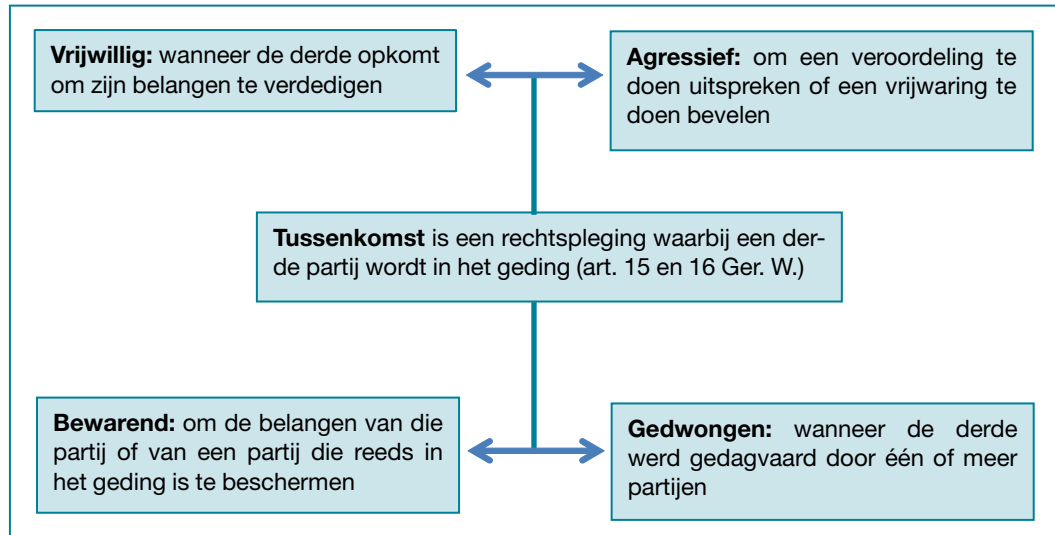 Vrijwillig: wanneer de derde opkomt
om zijn belangen te verdedigen
Agressief: om een veroordeling te
doen uitspreken of een vrijwaring te
doen bevelen
Tussenkomst is een rechtspleging waarbij een der-
de partij wordt in het geding (art. 15 en 16 Ger. W.)
Bewarend: om de belangen van die
partij of van een partij die reeds in
het geding is te beschermen
Gedwongen: wanneer de derde
werd gedagvaard door één of meer
partijen